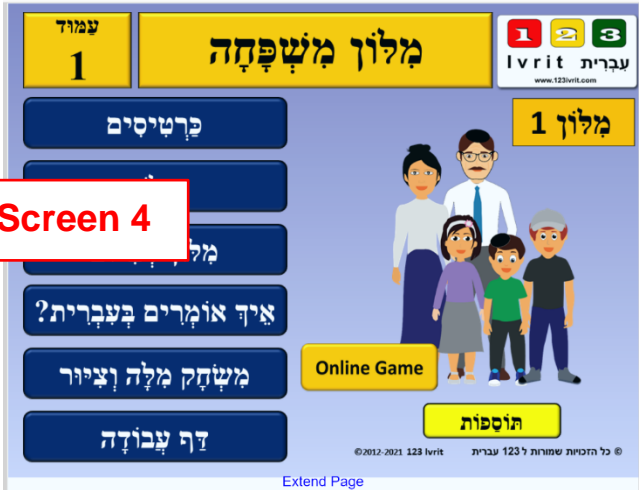 עַמּוּד
1
מִלּוֹן מִשְׁפָּחָה
1 2 3
Ivrit עִבְרִית
www.123ivrit.com
מִלּוֹן 1
כַּרְטִיסִים
Screen 4
אֵיךְ אוֹמְרִים בְּעִבְרִית?
מִשְׂחָק מִלָּה וְצִיּוּר
דַּף עֲבוֹדָה
Online Game
תּוֹסָפוֹת
©2012-2021 123 Ivrit
© כל הזכויות שמורות ל 123 עברית
Extend Page